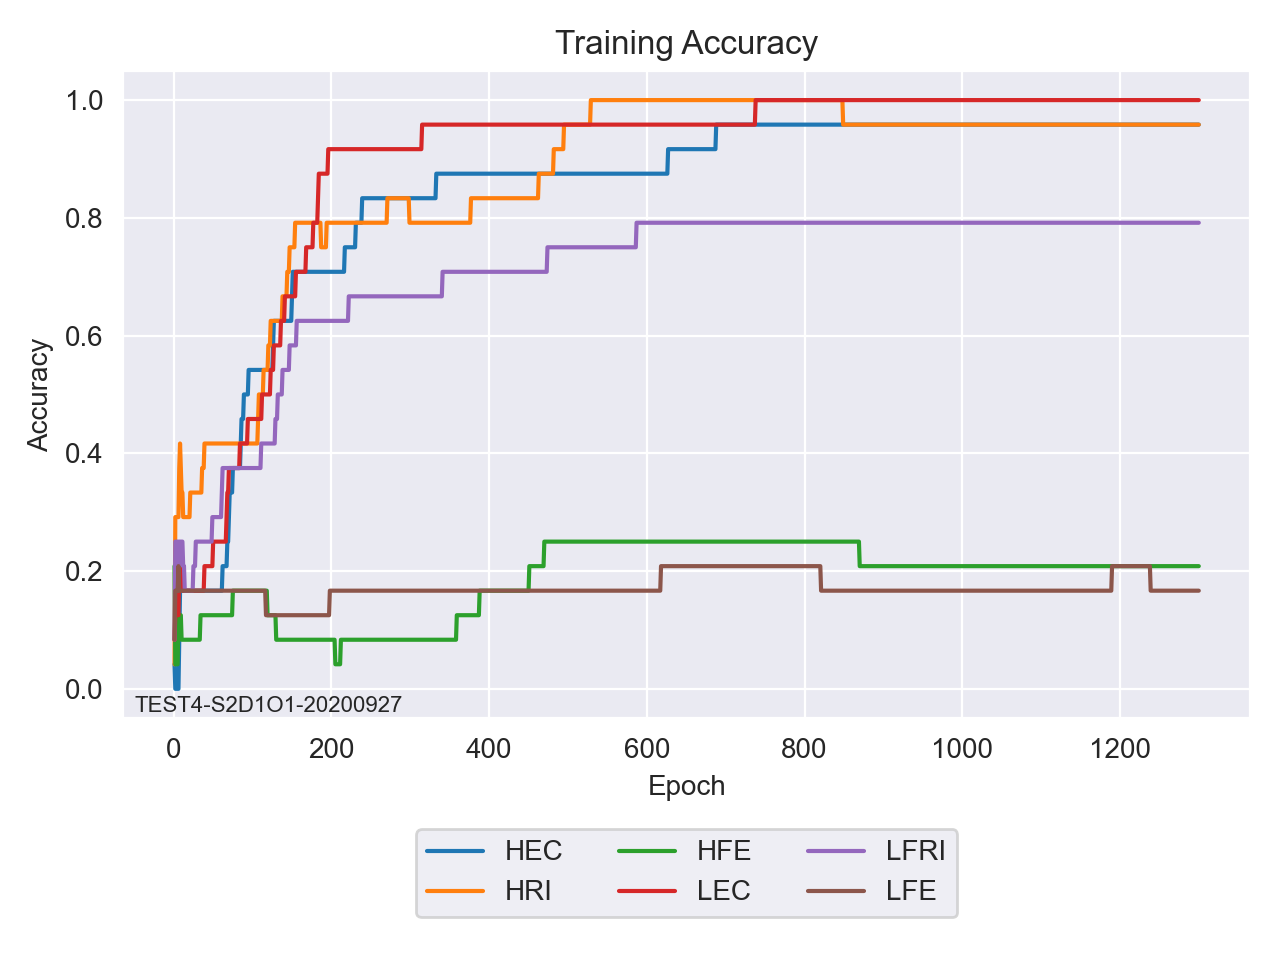 Training Accuracy
1.0
0.8
0.6
0.4
0.2
0.0
Accuracy
TEST4-S2D1O1-20200927
0 200 400 600 800 1000 1200
Epoch
HEC HFE LFRI
HRI LEC LFE